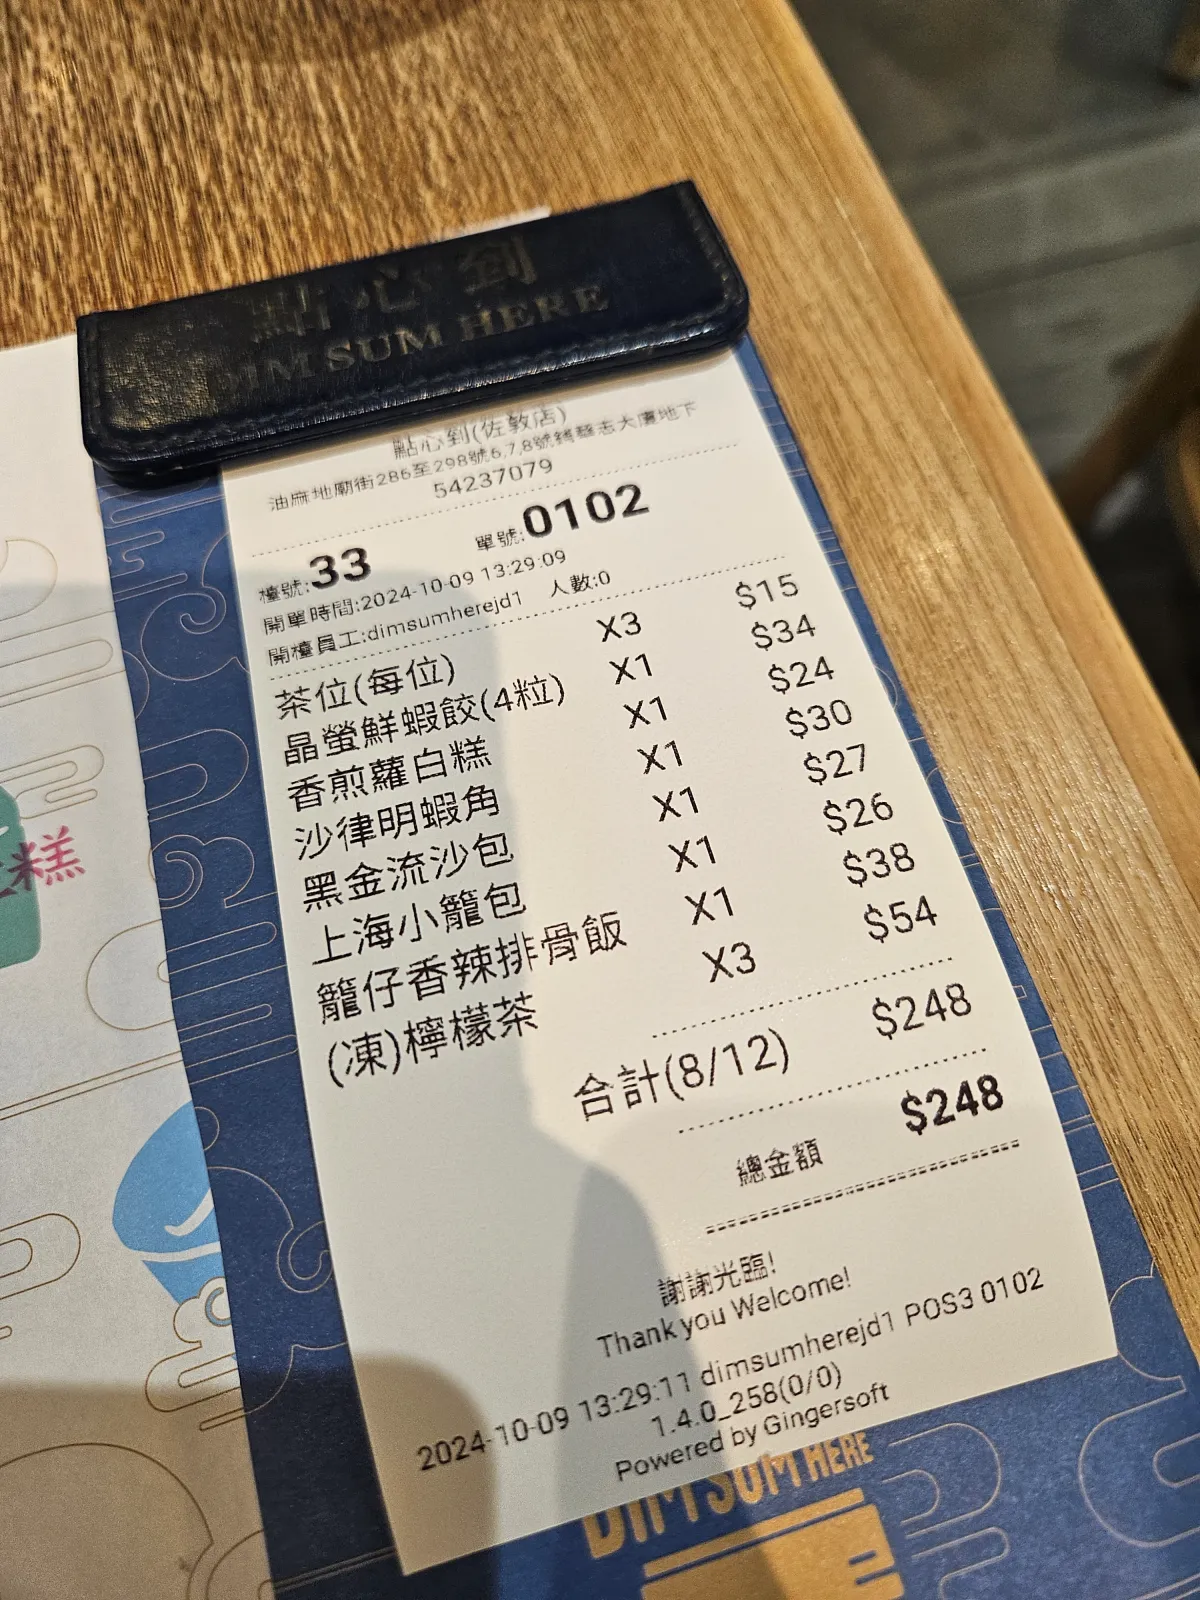 點心到
DIM SUM HERE
點心到(佐敦店)
油麻地廟街286至298號6,7,8號錢發志大廈地下
54237079
檯號:33 單號:0102
開單時間:2024-10-09 13:29:09
開檯員工:dimsumherejd1 人數:0
茶位(每位) X3 $15
晶瑩鮮蝦餃(4粒) X1 $34
香煎蘿白糕 X1 $24
沙律明蝦角 X1 $30
黑金流沙包 X1 $27
上海小籠包 X1 $26
籠仔香辣排骨飯 X1 $38
(凍)檸檬茶 X3 $54
合計(8/12) $248
總金額 $248
謝謝光臨!
Thank you Welcome!
2024-10-09 13:29:11 dimsumherejd1 POS3 0102
1.4.0_258(0/0)
Powered by Gingersoft
DIM SUM HERE
糕